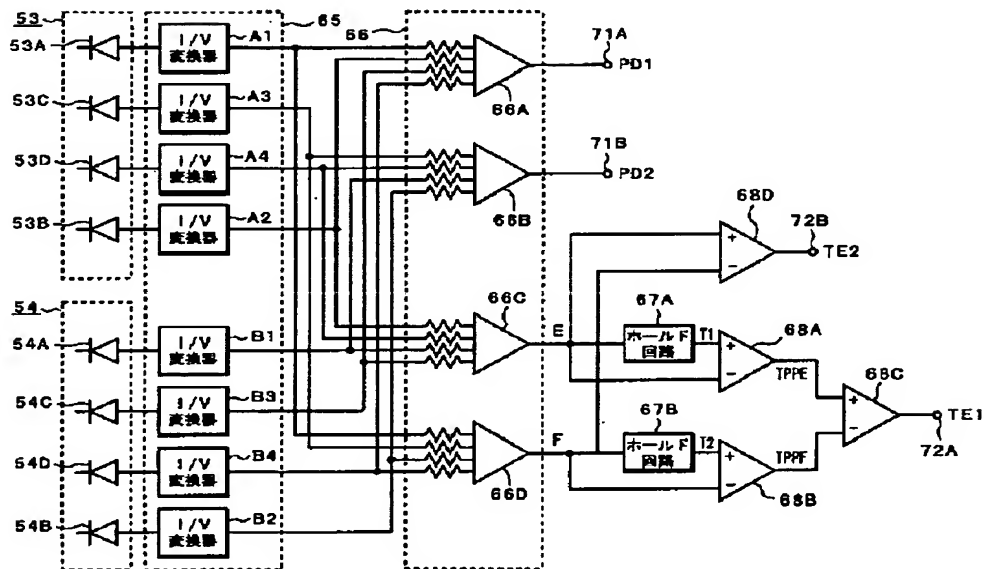 53
65
66
53A
I/V
変換器
A1
53C
I/V
変換器
A3
53D
I/V
変換器
A4
53B
I/V
変換器
A2
54
54A
I/V
変換器
B1
54C
I/V
変換器
B3
54D
I/V
変換器
B4
54B
I/V
変換器
B2
66A
71A
PD1
66B
71B
PD2
66C
E
66D
F
68D
+
−
72B
TE2
67A
ホールド
回路
T1
68A
+
−
TPPE
67B
ホールド
回路
T2
68B
+
−
TPPF
68C
+
−
TE1
72A